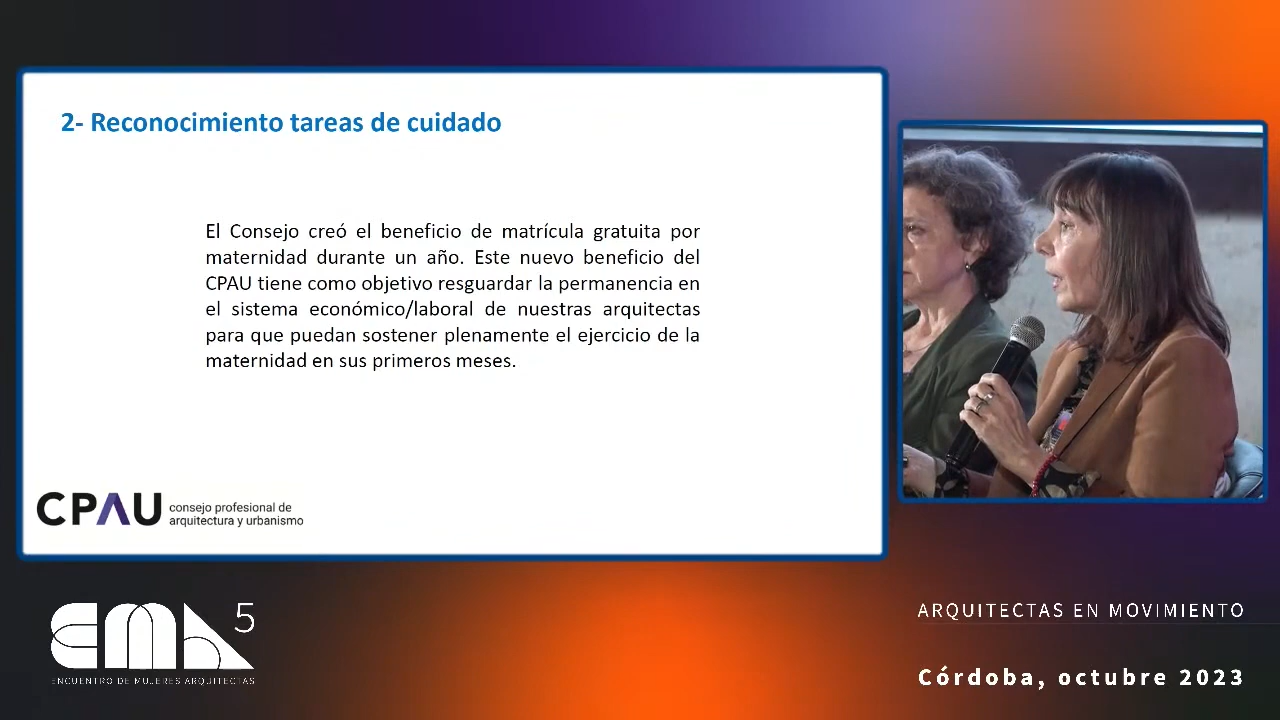 2- Reconocimiento tareas de cuidado
El Consejo creó el beneficio de matrícula gratuita por
maternidad durante un año. Este nuevo beneficio del
CPAU tiene como objetivo resguardar la permanencia en
el sistema económico/laboral de nuestras arquitectas
para que puedan sostener plenamente el ejercicio de la
maternidad en sus primeros meses.
CPAU
consejo profesional de
arquitectura y urbanismo
EMA 5
ENCUENTRO DE MUJERES ARQUITECTAS
ARQUITECTAS EN MOVIMIENTO
Córdoba, octubre 2023